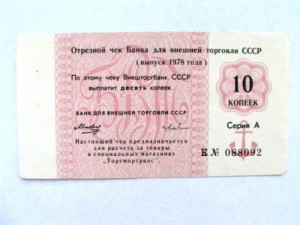 Отрезной чек Банка для внешней торговли СССР
( выпуск 1978 года )
По этому чеку Внешторгбанк СССР
выплатит десять копеек.
10
КОПЕЕК
БАНК ДЛЯ ВНЕШНЕЙ ТОРГОВЛИ СССР
Серия А
Настоящий чек предназначается
для расчета за товары
в специальных магазинах
"Торгмортранс".
Е № 088092